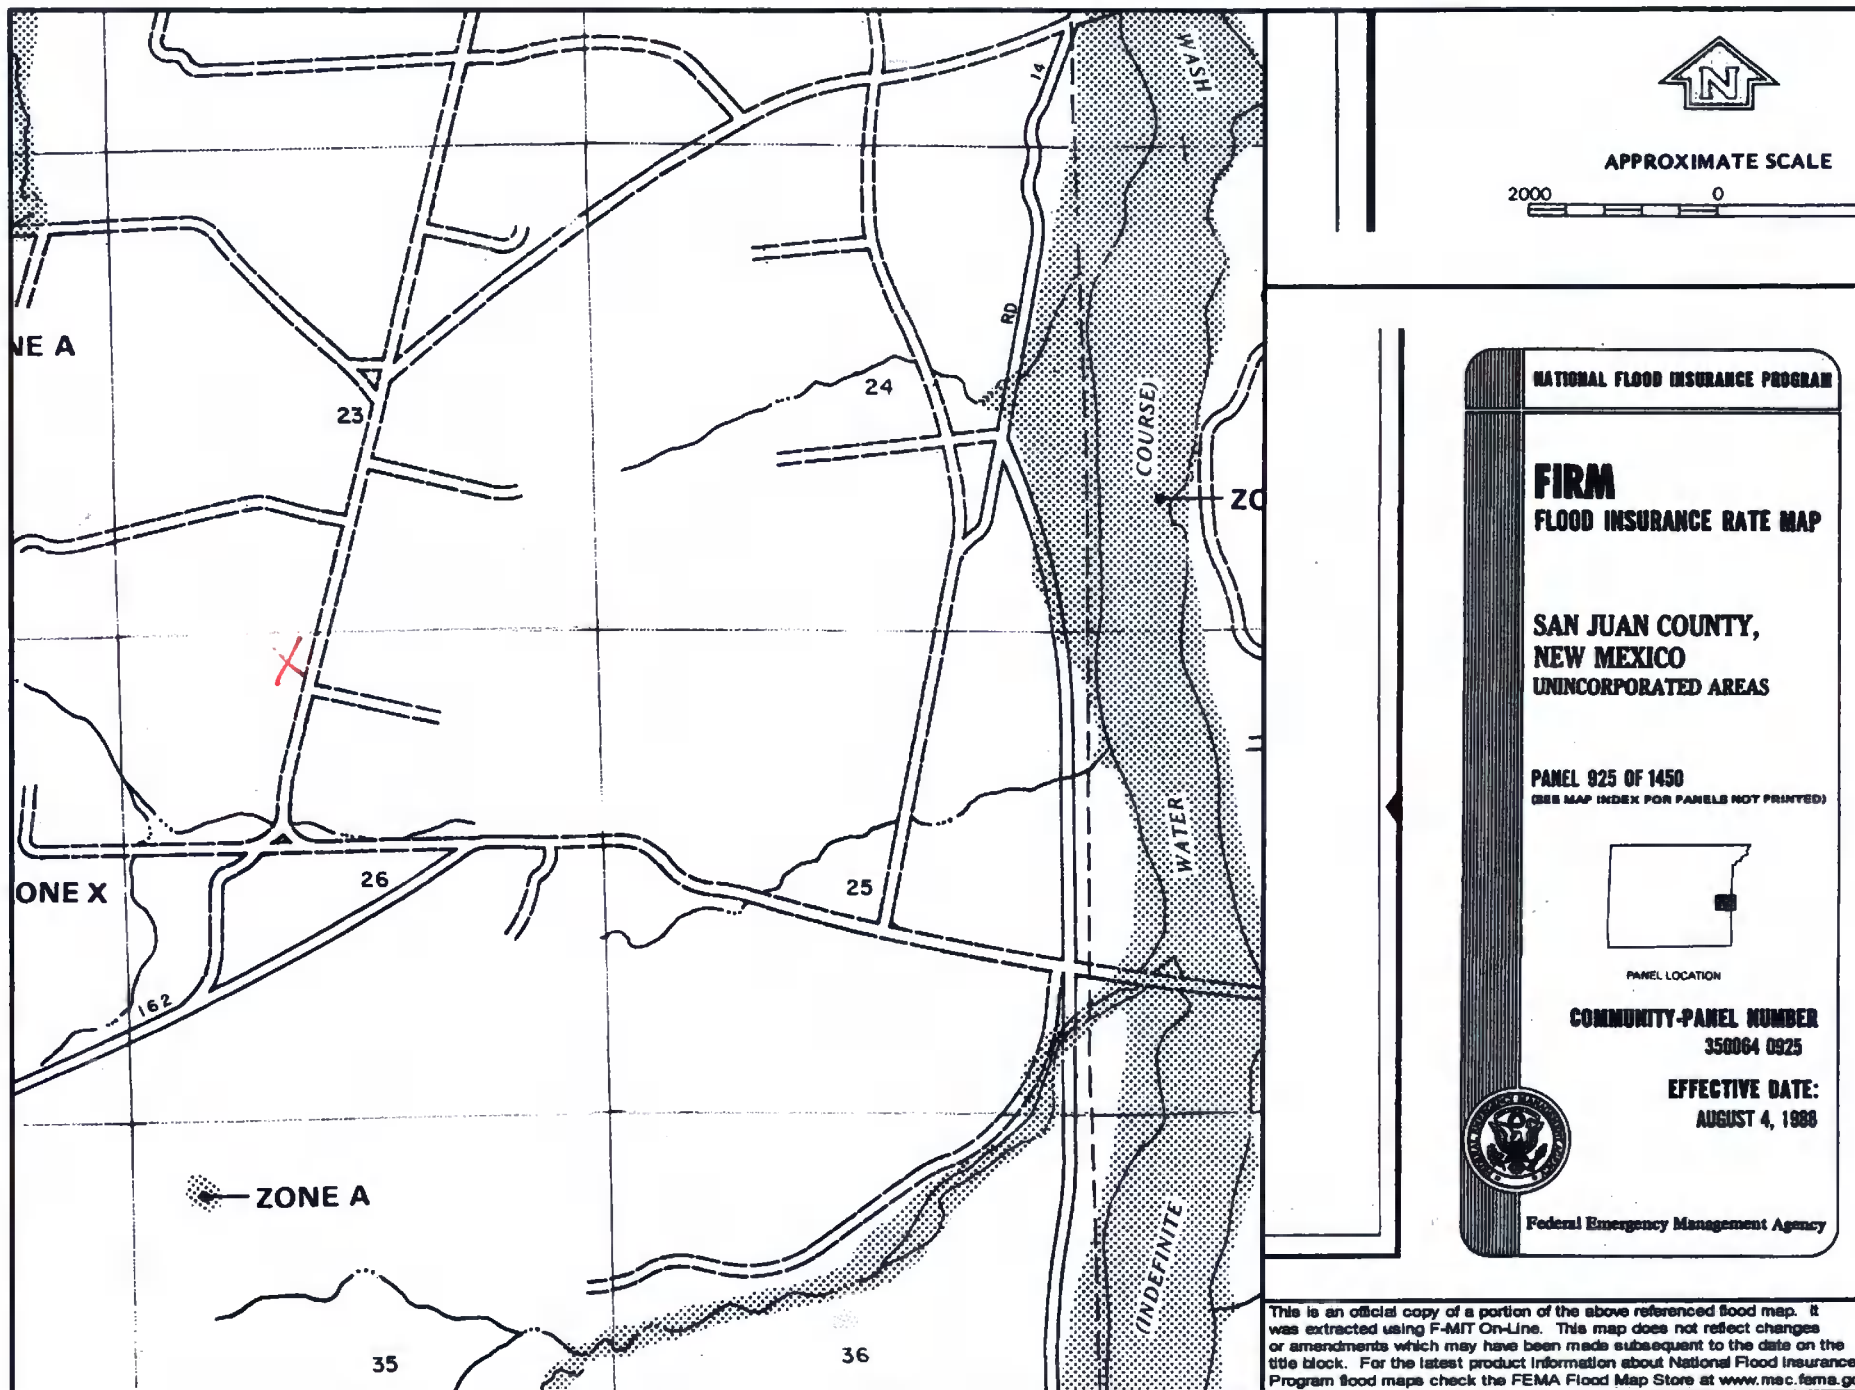 WASH
14
N
APPROXIMATE SCALE
2000 0
NE A
RD
23
24
COURSE)
ZO
NATIONAL FLOOD INSURANCE PROGRAM
FIRM
FLOOD INSURANCE RATE MAP
SAN JUAN COUNTY,
NEW MEXICO
UNINCORPORATED AREAS
PANEL 925 OF 1450
(SEE MAP INDEX FOR PANELS NOT PRINTED)
WATER
ONE X
26
25
162
PANEL LOCATION
COMMUNITY-PANEL NUMBER
350064 0925
EFFECTIVE DATE:
AUGUST 4, 1988
ZONE A
(INDEFINITE
Federal Emergency Management Agency
35
36
This is an official copy of a portion of the above referenced flood map. It
was extracted using F-MIT On-Line. This map does not reflect changes
or amendments which may have been made subsequent to the date on the
title block. For the latest product information about National Flood Insurance
Program flood maps check the FEMA Flood Map Store at www.msc.fema.go